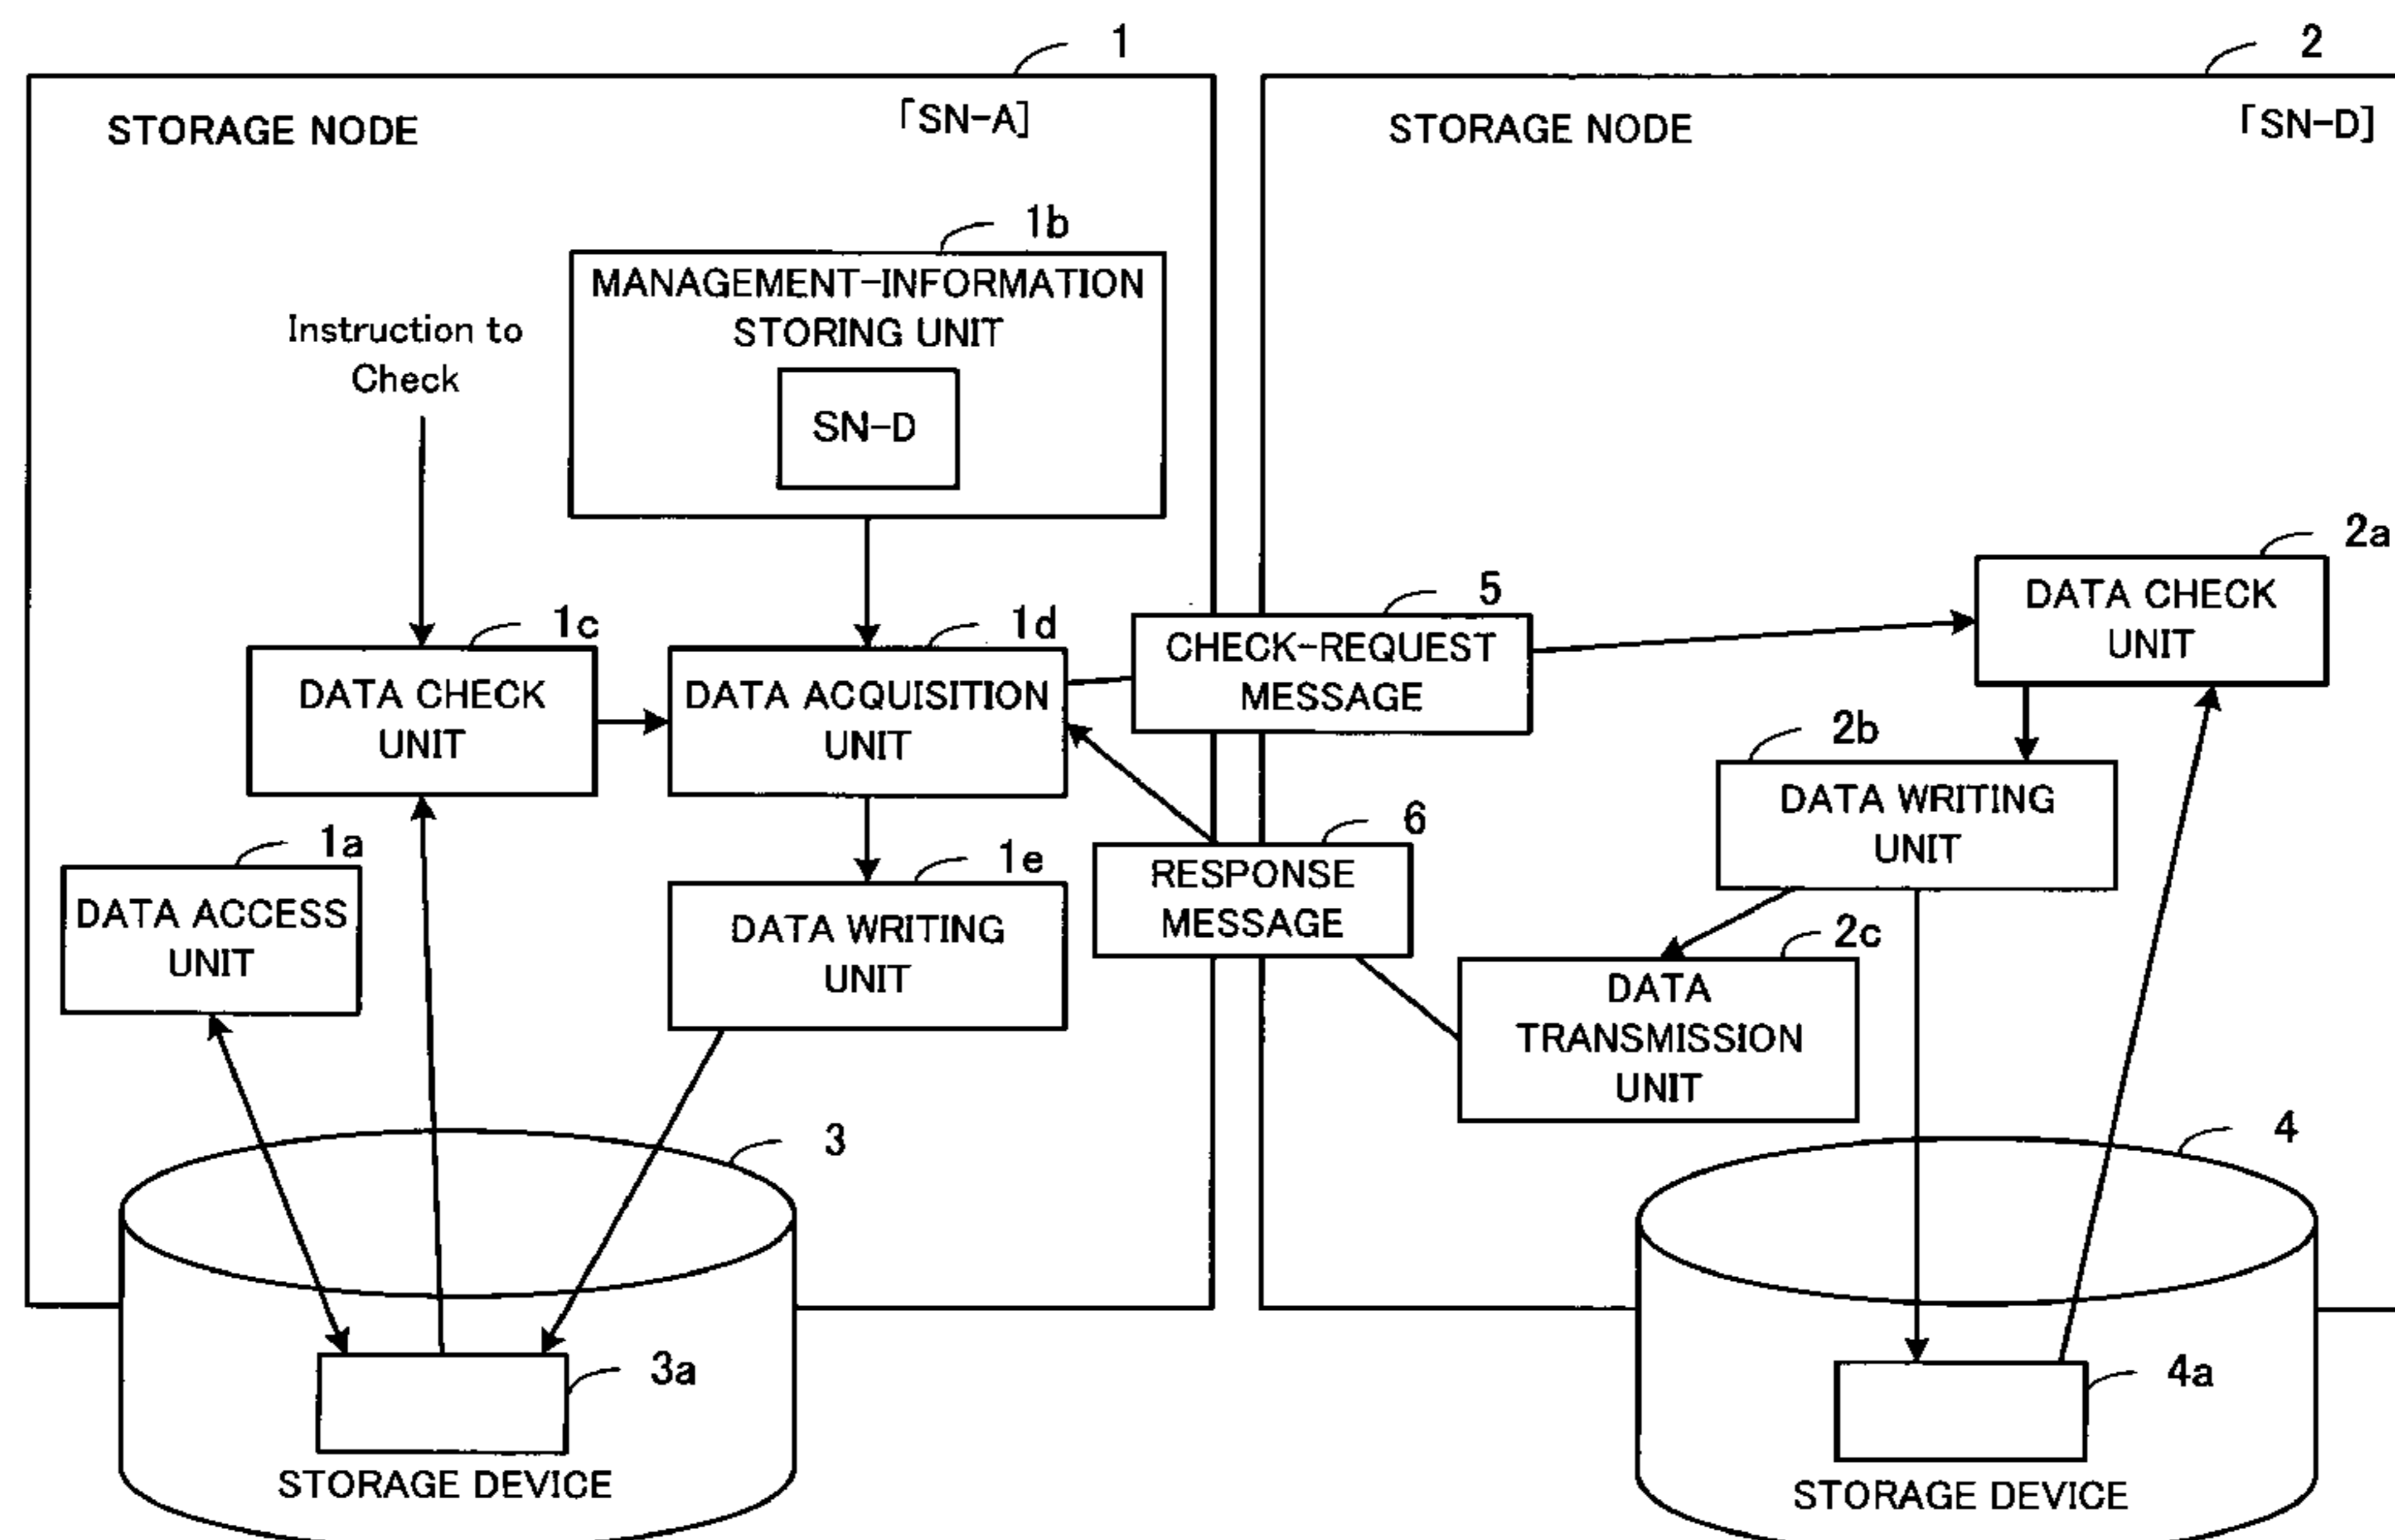 1
2
STORAGE NODE
「SN-A]
STORAGE NODE
「SN-D]
1b
MANAGEMENT-INFORMATION
STORING UNIT
SN-D
Instruction to
Check
1c
DATA CHECK
UNIT
1d
DATA ACQUISITION
UNIT
5
CHECK-REQUEST
MESSAGE
2a
DATA CHECK
UNIT
2b
DATA WRITING
UNIT
1a
DATA ACCESS
UNIT
1e
DATA WRITING
UNIT
6
RESPONSE
MESSAGE
2c
DATA
TRANSMISSION
UNIT
3
4
3a
STORAGE DEVICE
4a
STORAGE DEVICE